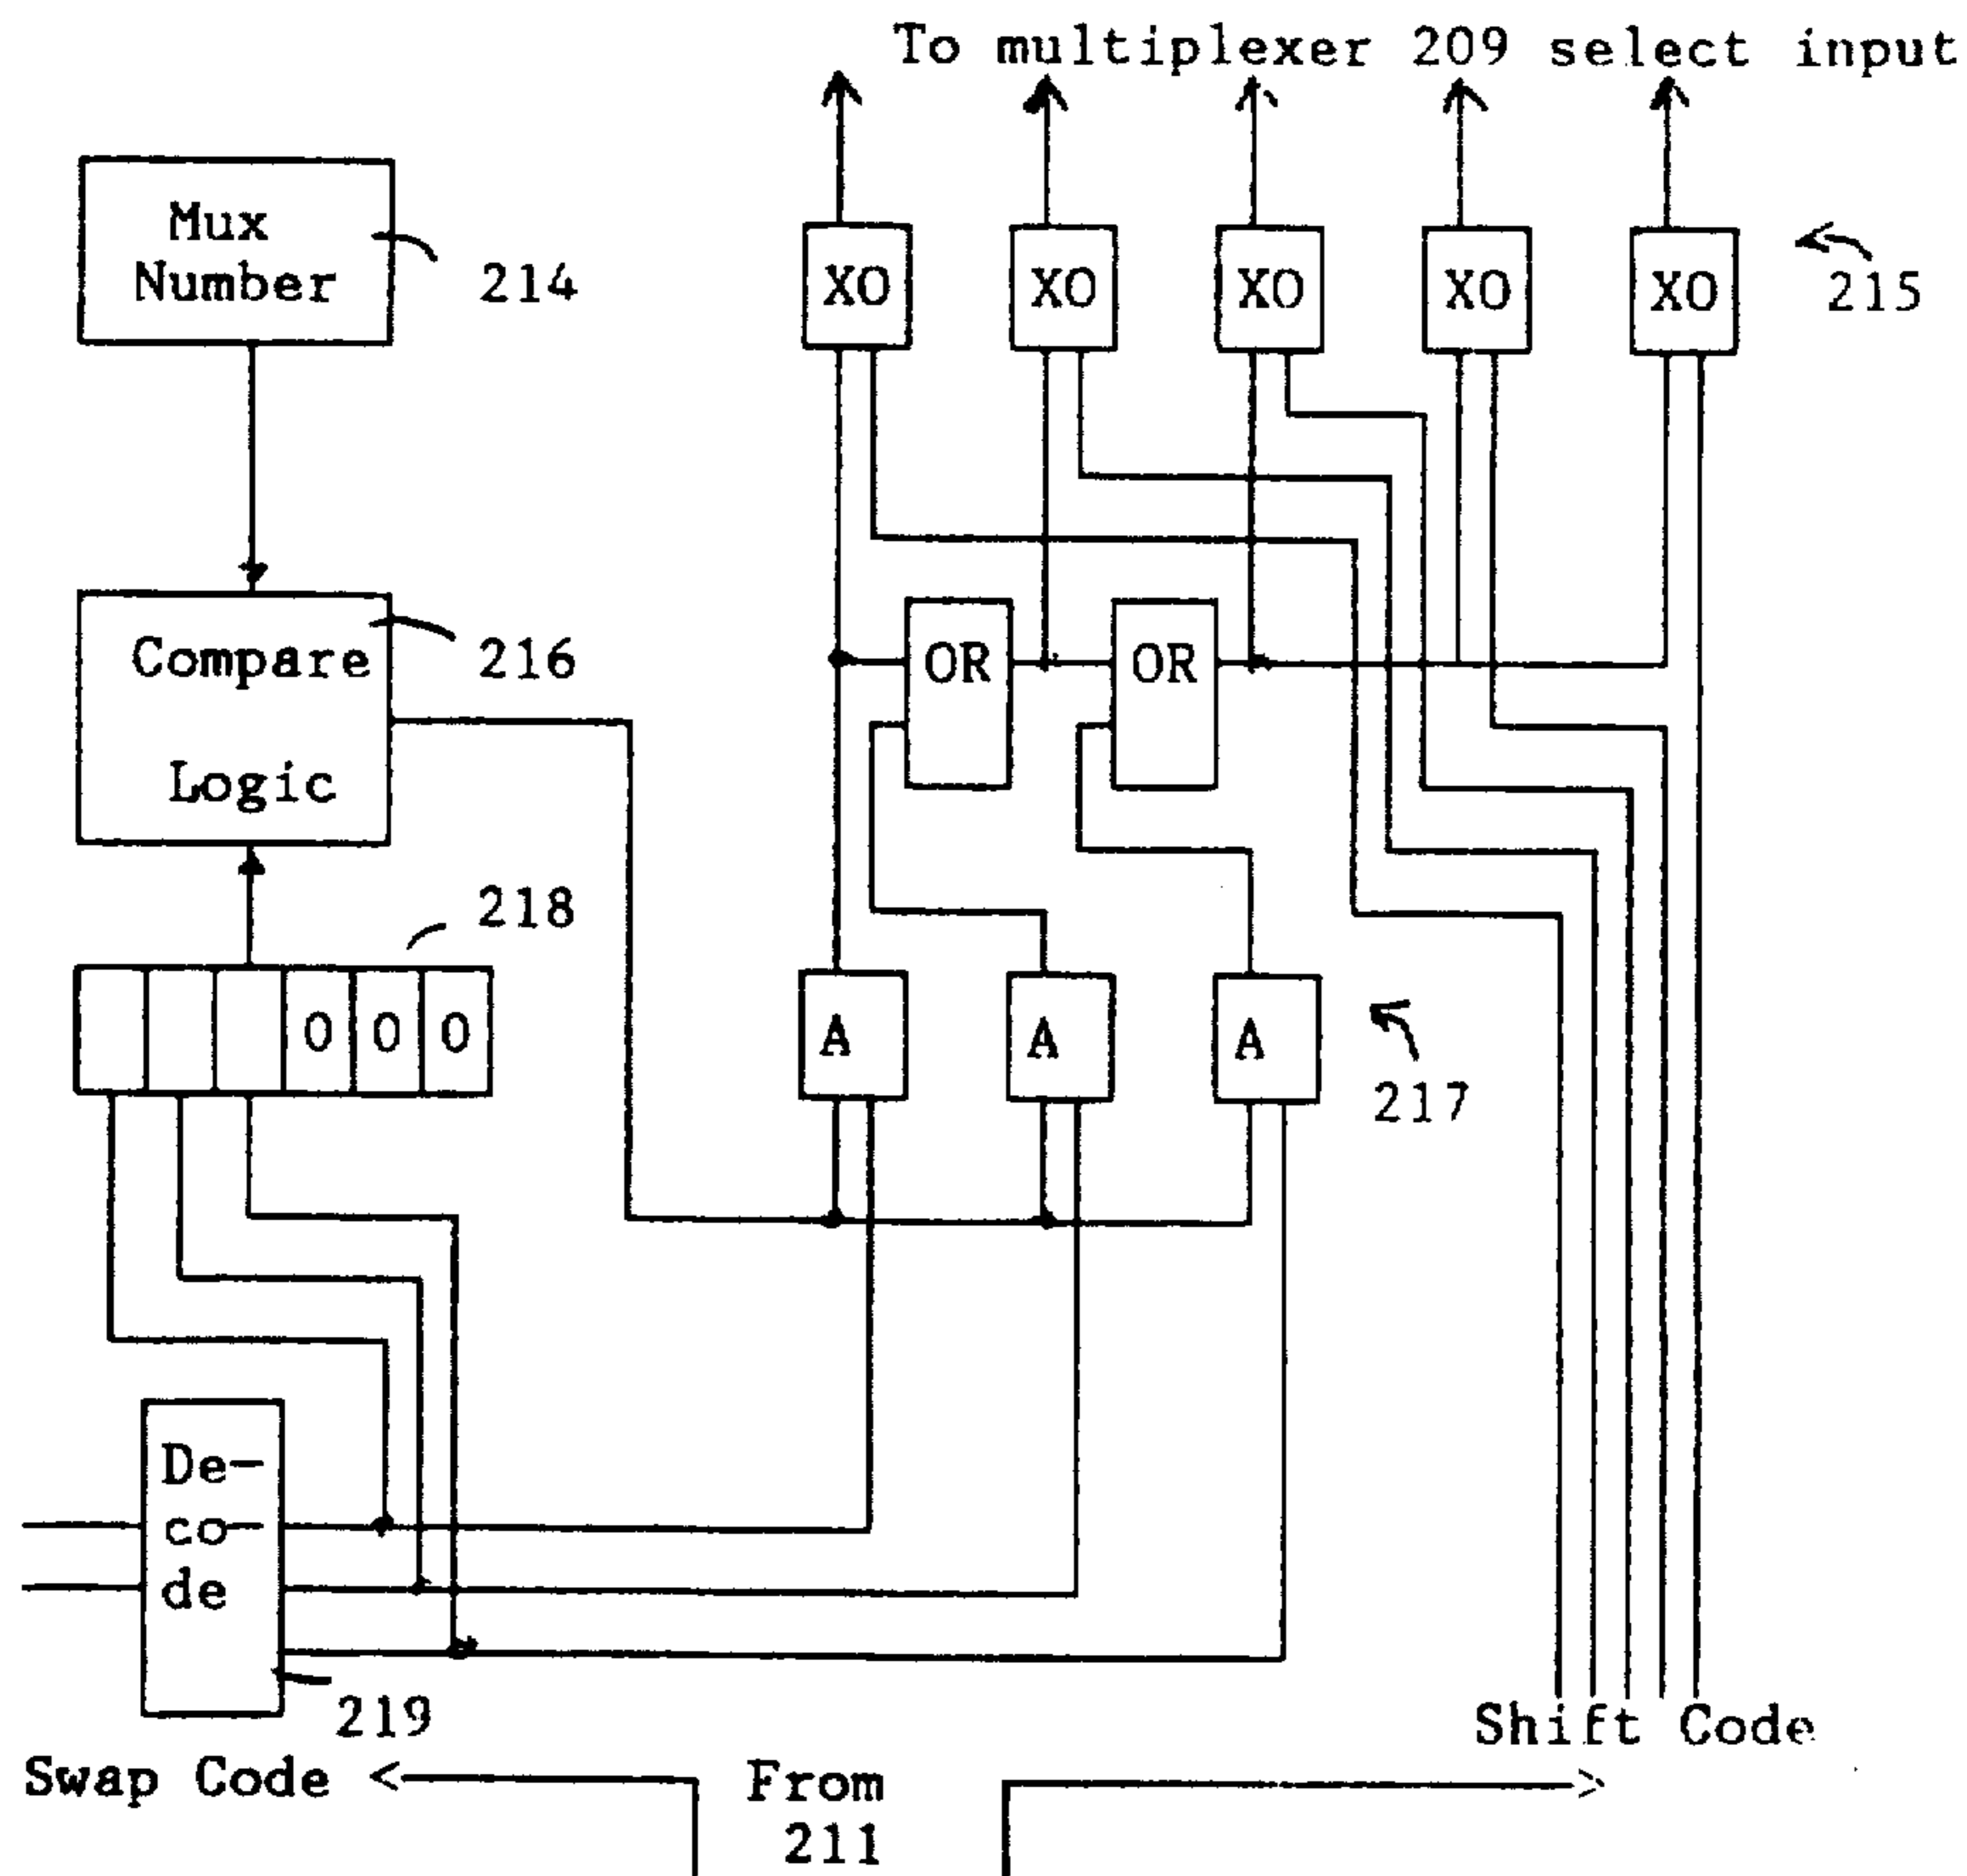 To multiplexer 209 select input
Mux
Number
214
XO
XO
XO
XO
XO
215
Compare
Logic
216
OR
OR
218
0 0 0
A
A
A
217
De-
co-
de
219
Shift Code
Swap Code
From
211